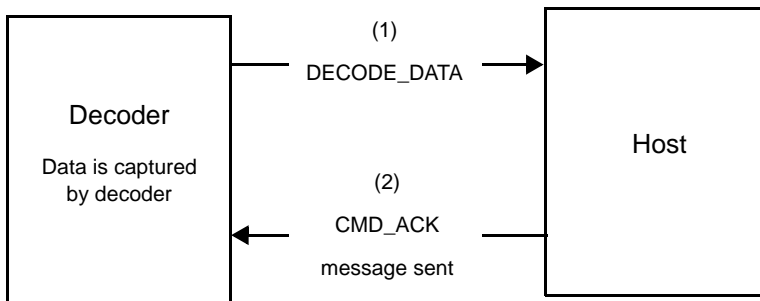 Decoder
Data is captured
by decoder
(1)
DECODE_DATA
(2)
CMD_ACK
message sent
Host